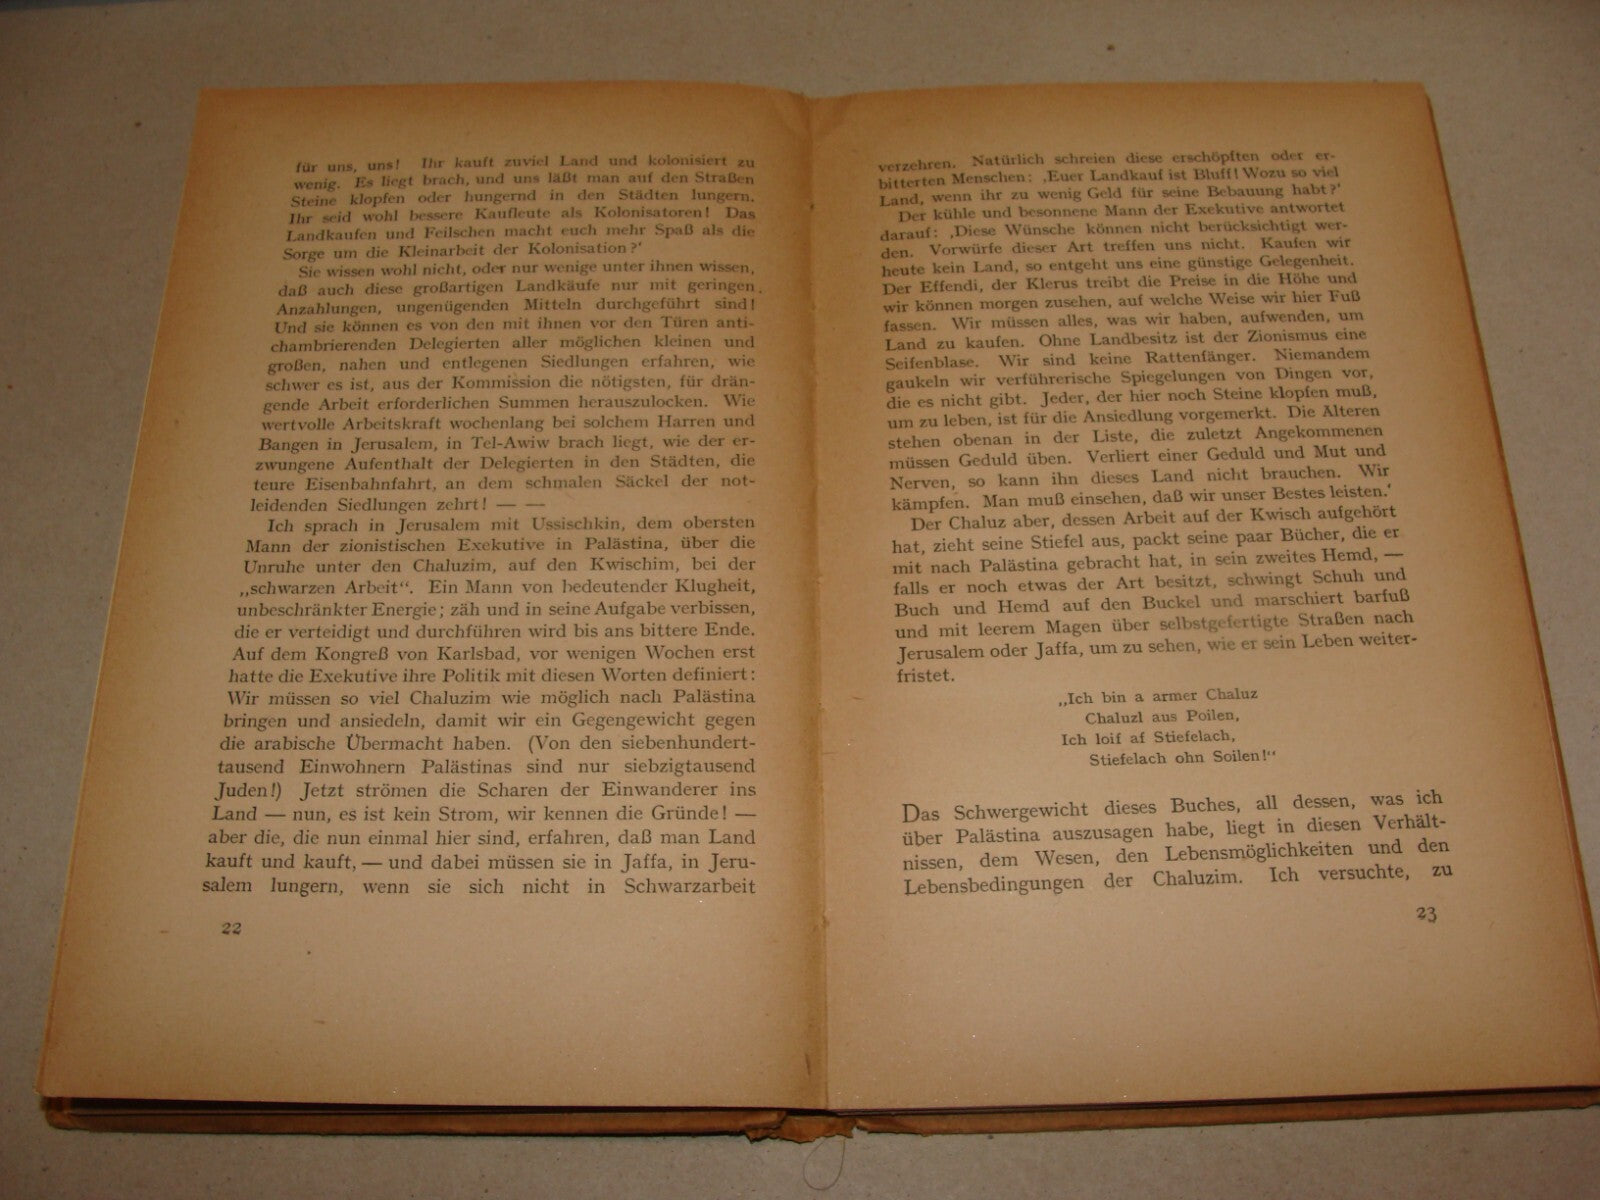 für uns, uns! Ihr kauft zuviel Land und kolonisiert zu
wenig. Es liegt brach, und uns läßt man auf den Straßen
Steine klopfen oder hungernd in den Städten lungern.
Ihr seid wohl bessere Kaufleute als Kolonisatoren! Das
Landkaufen und Feilschen macht euch mehr Spaß als die
Sorge um die Kleinarbeit der Kolonisation?‘
Sie wissen wohl nicht, oder nur wenige unter ihnen wissen,
daß auch diese großartigen Landkäufe nur mit geringen
Anzahlungen, ungenügenden Mitteln durchgeführt sind!
Und sie können es von den mit ihnen vor den Türen anti-
chambrierenden Delegierten aller möglichen kleinen und
großen, nahen und entlegenen Siedlungen erfahren, wie
schwer es ist, aus der Kommission die nötigsten, für drän-
gende Arbeit erforderlichen Summen herauszulocken. Wie
wertvolle Arbeitskraft wochenlang bei solchem Harren und
Bangen in Jerusalem, in Tel-Awiw brach liegt, wie der er-
zwungene Aufenthalt der Delegierten in den Städten, die
teure Eisenbahnfahrt, an dem schmalen Säckel der not-
leidenden Siedlungen zehrt! — —
Ich sprach in Jerusalem mit Ussischkin, dem obersten
Mann der zionistischen Exekutive in Palästina, über die
Unruhe unter den Chaluzim, auf den Kwischim, bei der
„schwarzen Arbeit“. Ein Mann von bedeutender Klugheit,
unbeschränkter Energie; zäh und in seine Aufgabe verbissen,
die er verteidigt und durchführen wird bis ans bittere Ende.
Auf dem Kongreß von Karlsbad, vor wenigen Wochen erst
hatte die Exekutive ihre Politik mit diesen Worten definiert:
Wir müssen so viel Chaluzim wie möglich nach Palästina
bringen und ansiedeln, damit wir ein Gegengewicht gegen
die arabische Übermacht haben. (Von den siebenhundert-
tausend Einwohnern Palästinas sind nur siebzigtausend
Juden!) Jetzt strömen die Scharen der Einwanderer ins
Land — nun, es ist kein Strom, wir kennen die Gründe! —
aber die, die nun einmal hier sind, erfahren, daß man Land
kauft und kauft, — und dabei müssen sie in Jaffa, in Jeru-
salem lungern, wenn sie sich nicht in Schwarzarbeit
22
verzehren. Natürlich schreien diese erschöpften oder er-
bitterten Menschen: ‚Euer Landkauf ist Bluff! Wozu so viel
Land, wenn ihr zu wenig Geld für seine Bebauung habt?‘
Der kühle und besonnene Mann der Exekutive antwortet
darauf: ‚Diese Wünsche können nicht berücksichtigt wer-
den. Vorwürfe dieser Art treffen uns nicht. Kaufen wir
heute kein Land, so entgeht uns eine günstige Gelegenheit.
Der Effendi, der Klerus treibt die Preise in die Höhe und
wir können morgen zusehen, auf welche Weise wir hier Fuß
fassen. Wir müssen alles, was wir haben, aufwenden, um
Land zu kaufen. Ohne Landbesitz ist der Zionismus eine
Seifenblase. Wir sind keine Rattenfänger. Niemandem
gaukeln wir verführerische Spiegelungen von Dingen vor,
die es nicht gibt. Jeder, der hier noch Steine klopfen muß,
um zu leben, ist für die Ansiedlung vorgemerkt. Die Älteren
stehen obenan in der Liste, die zuletzt Angekommenen
müssen Geduld üben. Verliert einer Geduld und Mut und
Nerven, so kann ihn dieses Land nicht brauchen. Wir
kämpfen. Man muß einsehen, daß wir unser Bestes leisten.‘
Der Chaluz aber, dessen Arbeit auf der Kwisch aufgehört
hat, zieht seine Stiefel aus, packt seine paar Bücher, die er
mit nach Palästina gebracht hat, in sein zweites Hemd, —
falls er noch etwas der Art besitzt, schwingt Schuh und
Buch und Hemd auf den Buckel und marschiert barfuß
und mit leerem Magen über selbstgefertigte Straßen nach
Jerusalem oder Jaffa, um zu sehen, wie er sein Leben weiter-
fristet.
„Ich bin a armer Chaluz
Chaluzl aus Poilen,
Ich loif af Stiefelach,
Stiefelach ohn Soilen!“
Das Schwergewicht dieses Buches, all dessen, was ich
über Palästina auszusagen habe, liegt in diesen Verhält-
nissen, dem Wesen, den Lebensmöglichkeiten und den
Lebensbedingungen der Chaluzim. Ich versuchte, zu
23